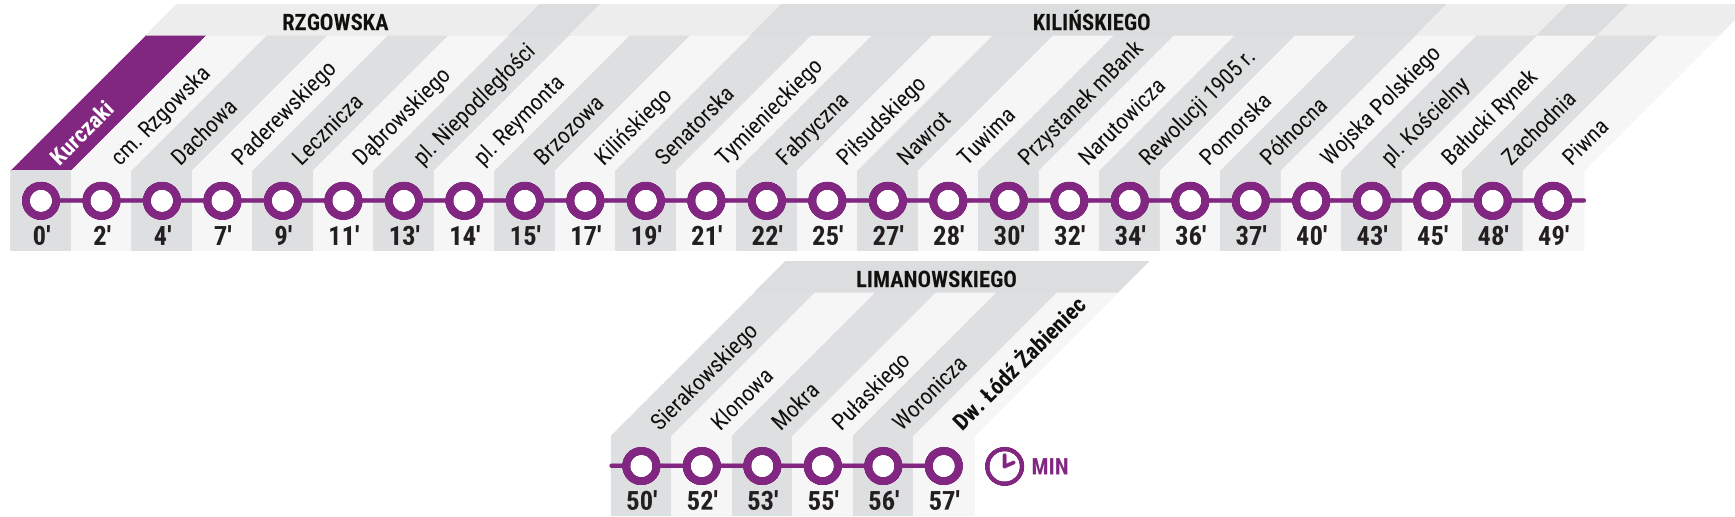 RZGOWSKA
KILIŃSKIEGO
Kurczaki
cm. Rzgowska
Dachowa
Paderewskiego
Lecznicza
Dąbrowskiego
pl. Niepodległości
pl. Reymonta
Brzozowa
Kilińskiego
Senatorska
Tymienieckiego
Fabryczna
Piłsudskiego
Nawrot
Tuwima
Przystanek mBank
Narutowicza
Rewolucji 1905 r.
Pomorska
Północna
Wojska Polskiego
pl. Kościelny
Bałucki Rynek
Zachodnia
Piwna
0' 2' 4' 7' 9' 11' 13' 14' 15' 17' 19' 21' 22' 25' 27' 28' 30' 32' 34' 36' 37' 40' 43' 45' 48' 49'
LIMANOWSKIEGO
Sierakowskiego
Klonowa
Mokra
Pułaskiego
Woronicza
Dw. Łódź Żabieniec
MIN
50' 52' 53' 55' 56' 57'